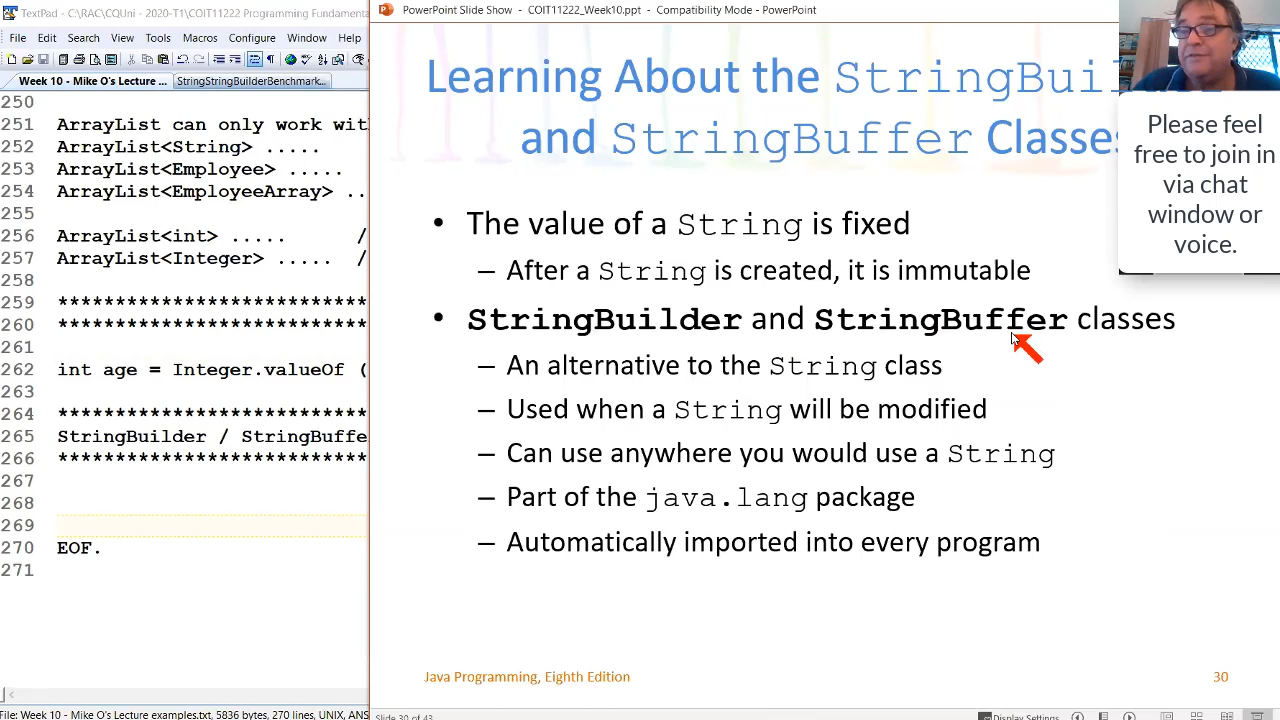 TextPad - C:\RAC\CQUni - 2020-T1\COIT11222 Programming Fundamenta
File Edit Search View Tools Macros Configure Window Help
Week 10 - Mike O's Lecture ... StringStringBuilderBenchmark...
250
251 ArrayList can only work wit
252 ArrayList<String> .....
253 ArrayList<Employee> .....
254 ArrayList<EmployeeArray> ..
255
256 ArrayList<int> ..... /
257 ArrayList<Integer> ..... /
258
259 *****************************
260 *****************************
261
262 int age = Integer.valueOf (
263
264 *****************************
265 StringBuilder / StringBuffe
266 *****************************
267
268
269
270 EOF.
271
File: Week 10 - Mike O's Lecture examples.txt, 5836 bytes, 270 lines, UNIX, ANS
PowerPoint Slide Show - COIT11222_Week10.ppt - Compatibility Mode - PowerPoint
Learning About the StringBui
and StringBuffer Classes
• The value of a String is fixed
– After a String is created, it is immutable
• StringBuilder and StringBuffer classes
– An alternative to the String class
– Used when a String will be modified
– Can use anywhere you would use a String
– Part of the java.lang package
– Automatically imported into every program
Java Programming, Eighth Edition 30
Slide 30 of 43 Display Settings
Please feel
free to join in
via chat
window or
voice.